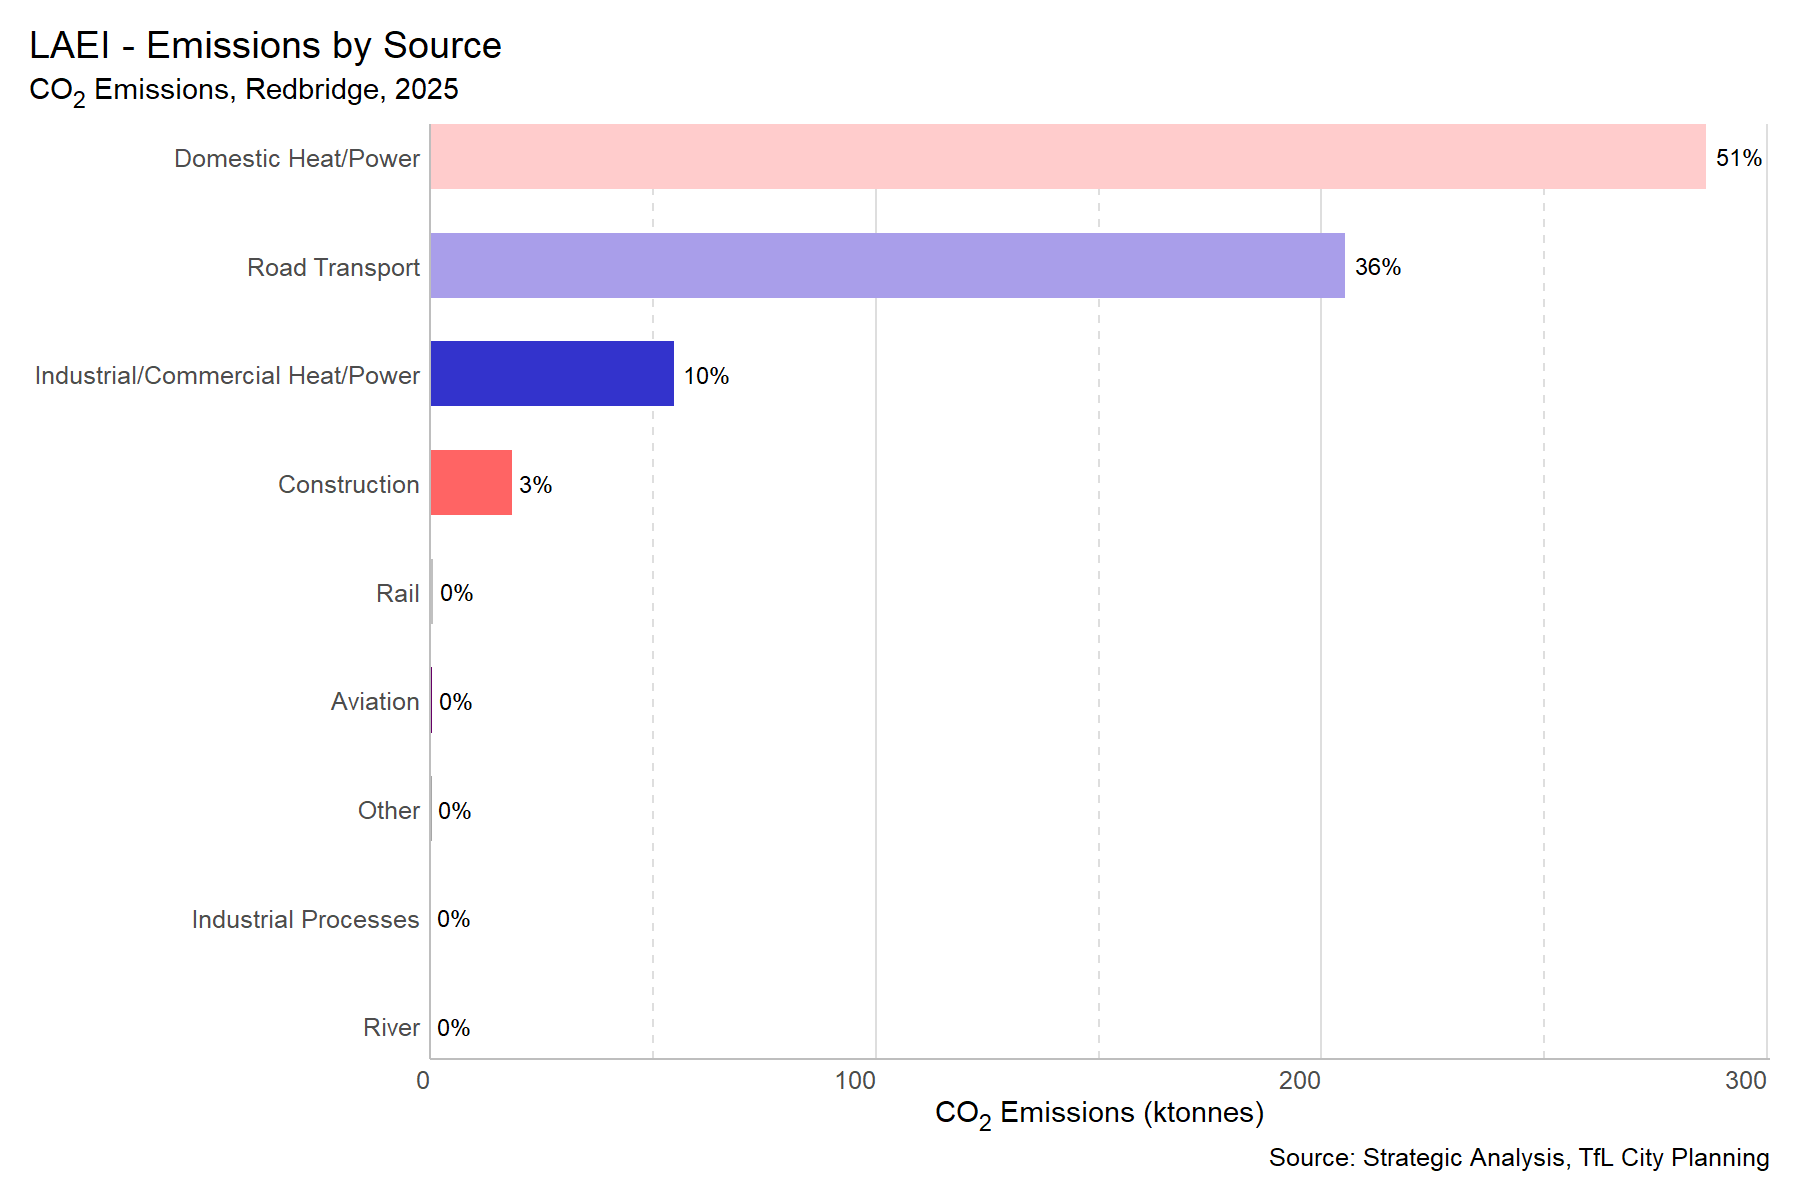 LAEI - Emissions by Source
CO₂ Emissions, Redbridge, 2025
Domestic Heat/Power 51%
Road Transport 36%
Industrial/Commercial Heat/Power 10%
Construction 3%
Rail 0%
Aviation 0%
Other 0%
Industrial Processes 0%
River 0%
0 100 200 300
CO₂ Emissions (ktonnes)
Source: Strategic Analysis, TfL City Planning